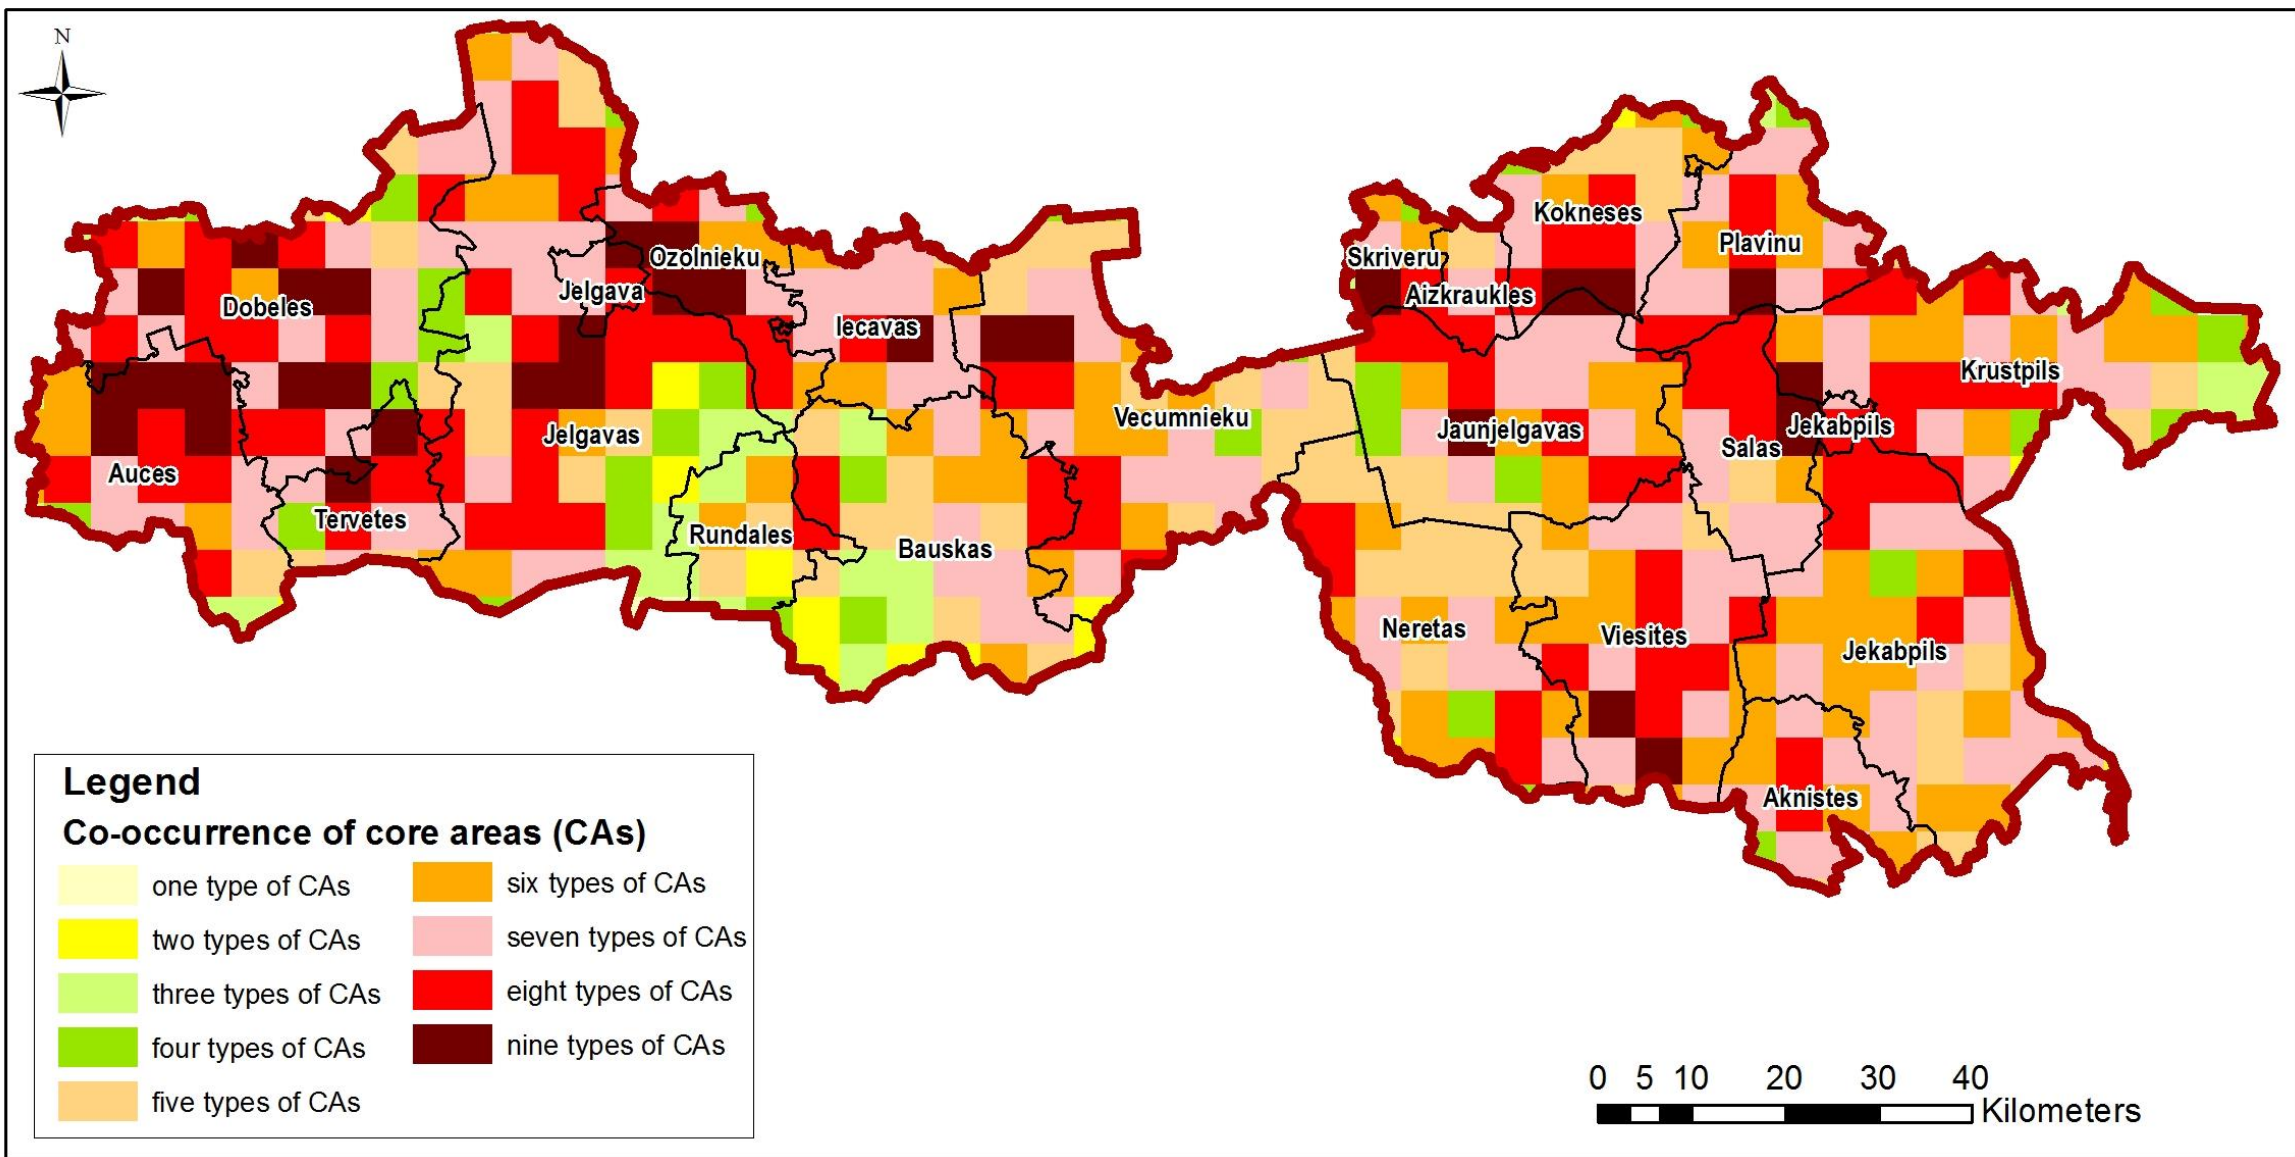 N
Kokneses
Plavinu
Ozolnieku
Skriveru
Jelgava
Aizkraukles
Dobeles
Iecavas
Krustpils
Vecumnieku
Jekabpils
Jelgavas
Jaunjelgavas
Salas
Auces
Tervetes
Rundales
Bauskas
Neretas
Viesites
Jekabpils
Aknistes
Legend
Co-occurrence of core areas (CAs)
one type of CAs
two types of CAs
three types of CAs
four types of CAs
five types of CAs
six types of CAs
seven types of CAs
eight types of CAs
nine types of CAs
0 5 10 20 30 40
Kilometers